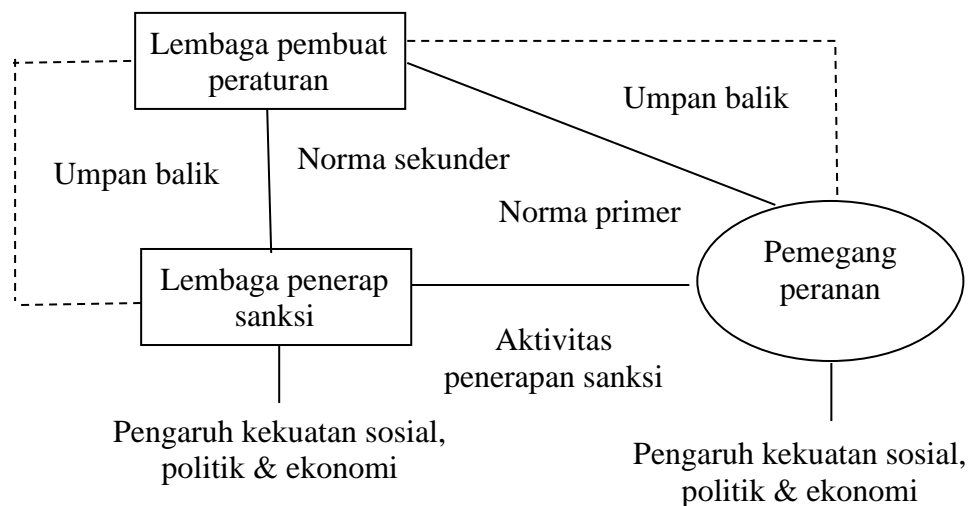 Lembaga pembuat
peraturan
Umpan balik
Umpan balik
Norma sekunder
Norma primer
Lembaga penerap
sanksi
Pemegang
peranan
Aktivitas
penerapan sanksi
Pengaruh kekuatan sosial,
politik & ekonomi
Pengaruh kekuatan sosial,
politik & ekonomi